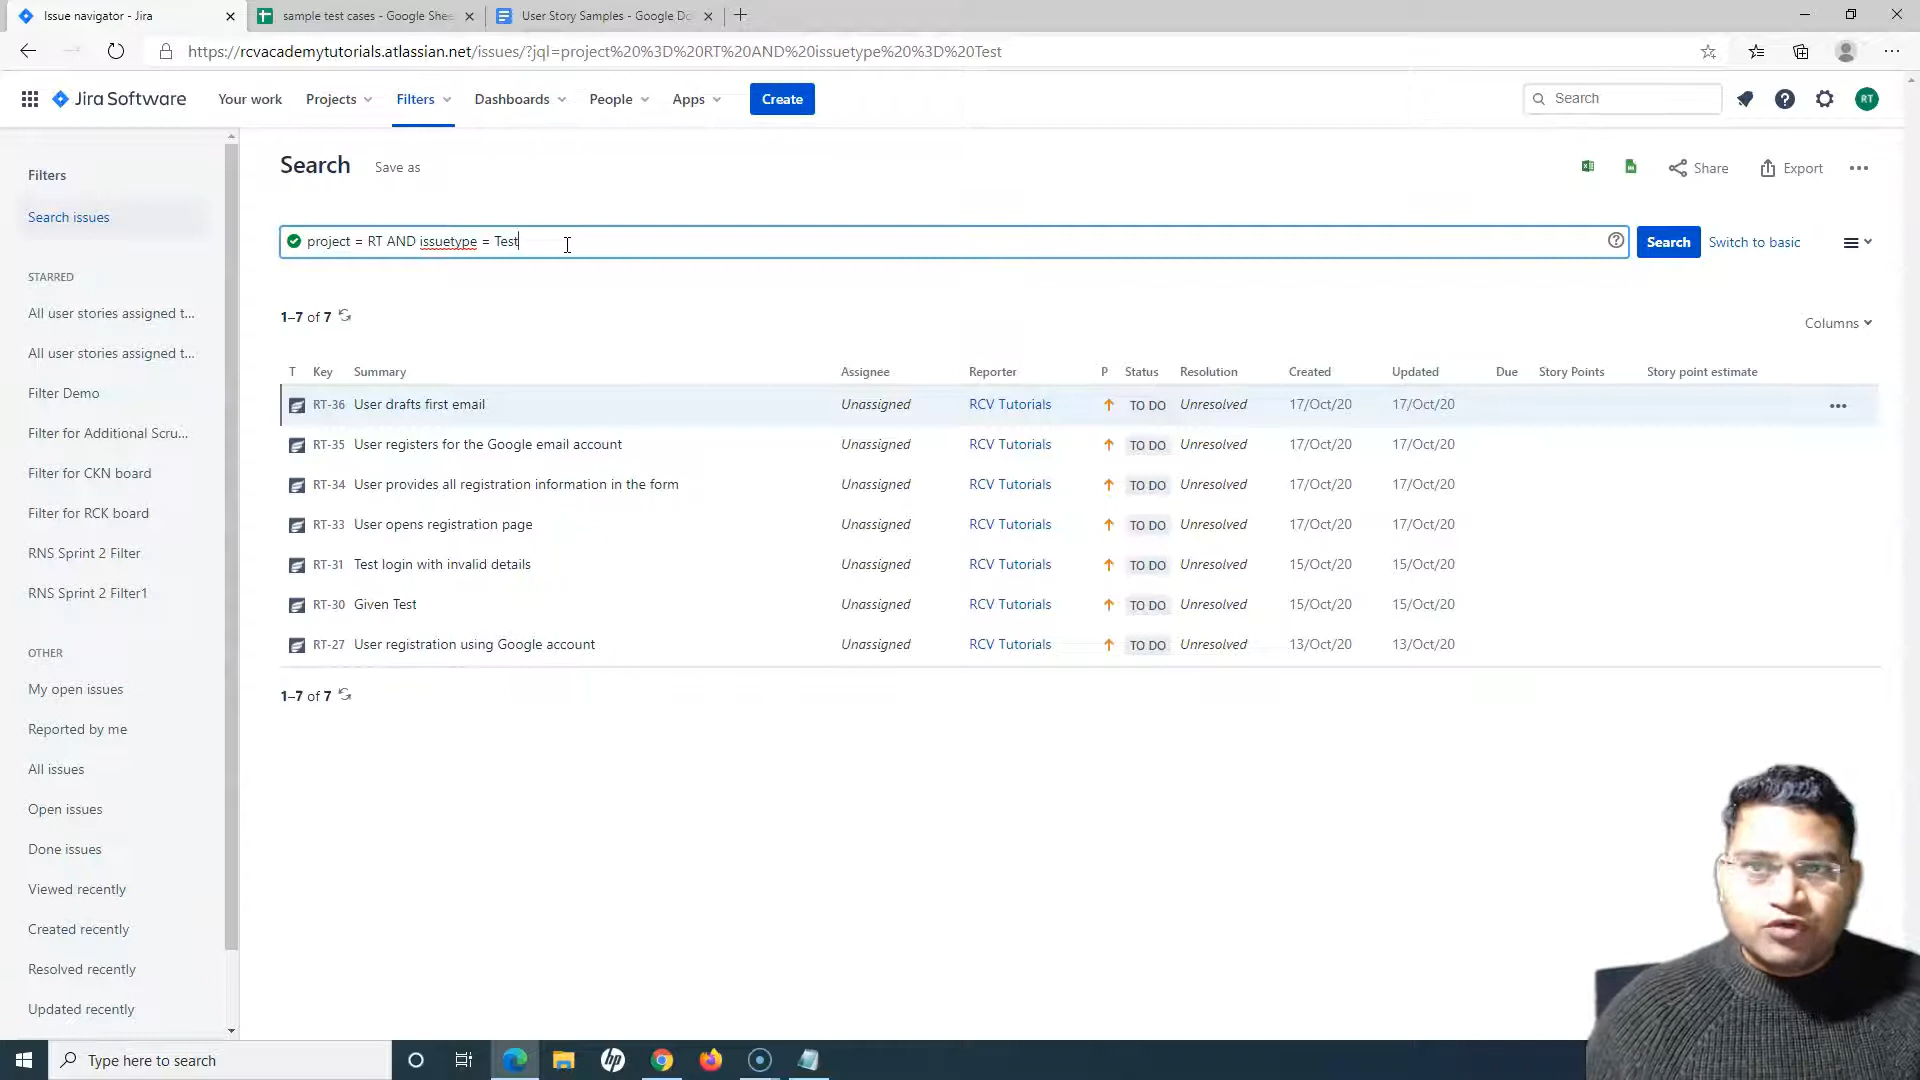 Issue navigator - Jira
sample test cases - Google She
User Story Samples - Google Do
https://rcvacademytutorials.atlassian.net/issues/?jql=project%20%3D%20RT%20AND%20issuetype%20%3D%20Test
Jira Software
Your work
Projects
Filters
Dashboards
People
Apps
Create
Search
RT
Filters
Search issues
STARRED
All user stories assigned t...
All user stories assigned t...
Filter Demo
Filter for Additional Scru...
Filter for CKN board
Filter for RCK board
RNS Sprint 2 Filter
RNS Sprint 2 Filter1
OTHER
My open issues
Reported by me
All issues
Open issues
Done issues
Viewed recently
Created recently
Resolved recently
Updated recently
Search Save as
Share Export
project = RT AND issuetype = Test
Search Switch to basic
1–7 of 7
Columns
T Key Summary Assignee Reporter P Status Resolution Created Updated Due Story Points Story point estimate
RT-36 User drafts first email Unassigned RCV Tutorials TO DO Unresolved 17/Oct/20 17/Oct/20
RT-35 User registers for the Google email account Unassigned RCV Tutorials TO DO Unresolved 17/Oct/20 17/Oct/20
RT-34 User provides all registration information in the form Unassigned RCV Tutorials TO DO Unresolved 17/Oct/20 17/Oct/20
RT-33 User opens registration page Unassigned RCV Tutorials TO DO Unresolved 17/Oct/20 17/Oct/20
RT-31 Test login with invalid details Unassigned RCV Tutorials TO DO Unresolved 15/Oct/20 15/Oct/20
RT-30 Given Test Unassigned RCV Tutorials TO DO Unresolved 15/Oct/20 15/Oct/20
RT-27 User registration using Google account Unassigned RCV Tutorials TO DO Unresolved 13/Oct/20 13/Oct/20
1–7 of 7
Type here to search
hp